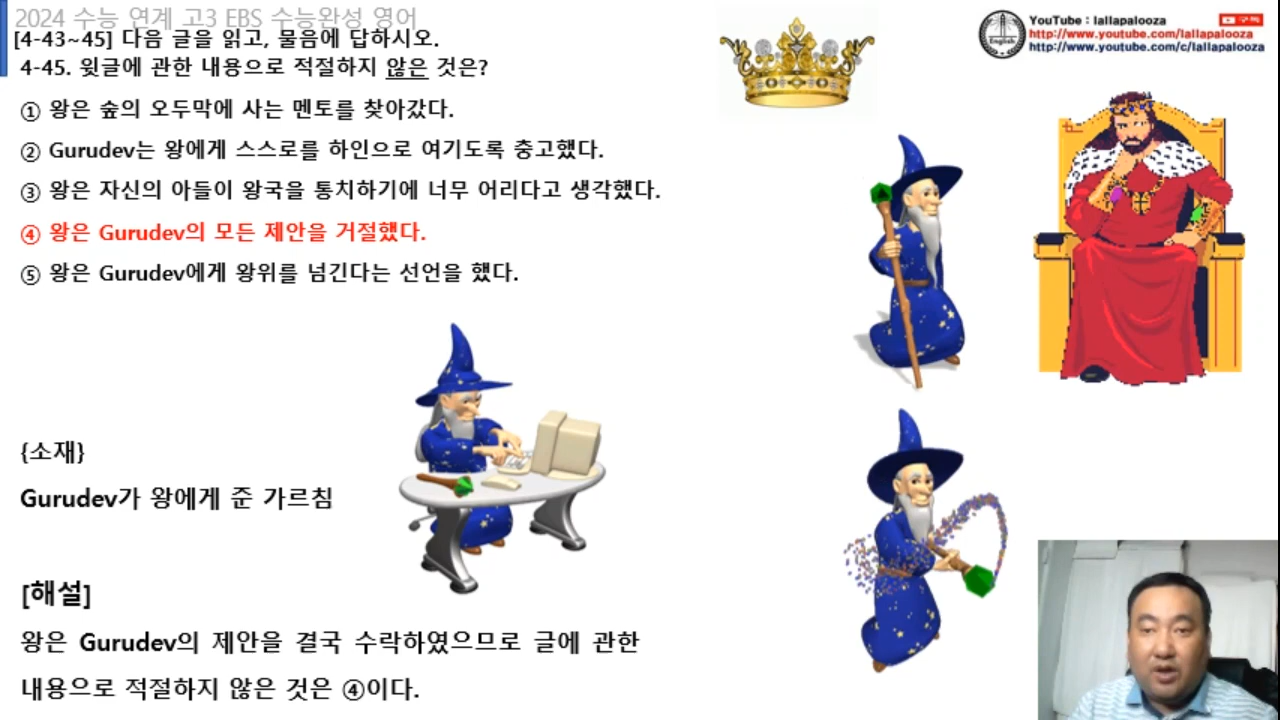 2024 수능 연계 고3 EBS 수능완성 영어
[4-43~45] 다음 글을 읽고, 물음에 답하시오.
4-45. 윗글에 관한 내용으로 적절하지 않은 것은?
① 왕은 숲의 오두막에 사는 멘토를 찾아갔다.
② Gurudev는 왕에게 스스로를 하인으로 여기도록 충고했다.
③ 왕은 자신의 아들이 왕국을 통치하기에 너무 어리다고 생각했다.
④ 왕은 Gurudev의 모든 제안을 거절했다.
⑤ 왕은 Gurudev에게 왕위를 넘긴다는 선언을 했다.
{소재}
Gurudev가 왕에게 준 가르침
[해설]
왕은 Gurudev의 제안을 결국 수락하였으므로 글에 관한
내용으로 적절하지 않은 것은 ④이다.
English
YouTube : lallapalooza
구독
http://www.youtube.com/lallapalooza
http://www.youtube.com/c/lallapalooza